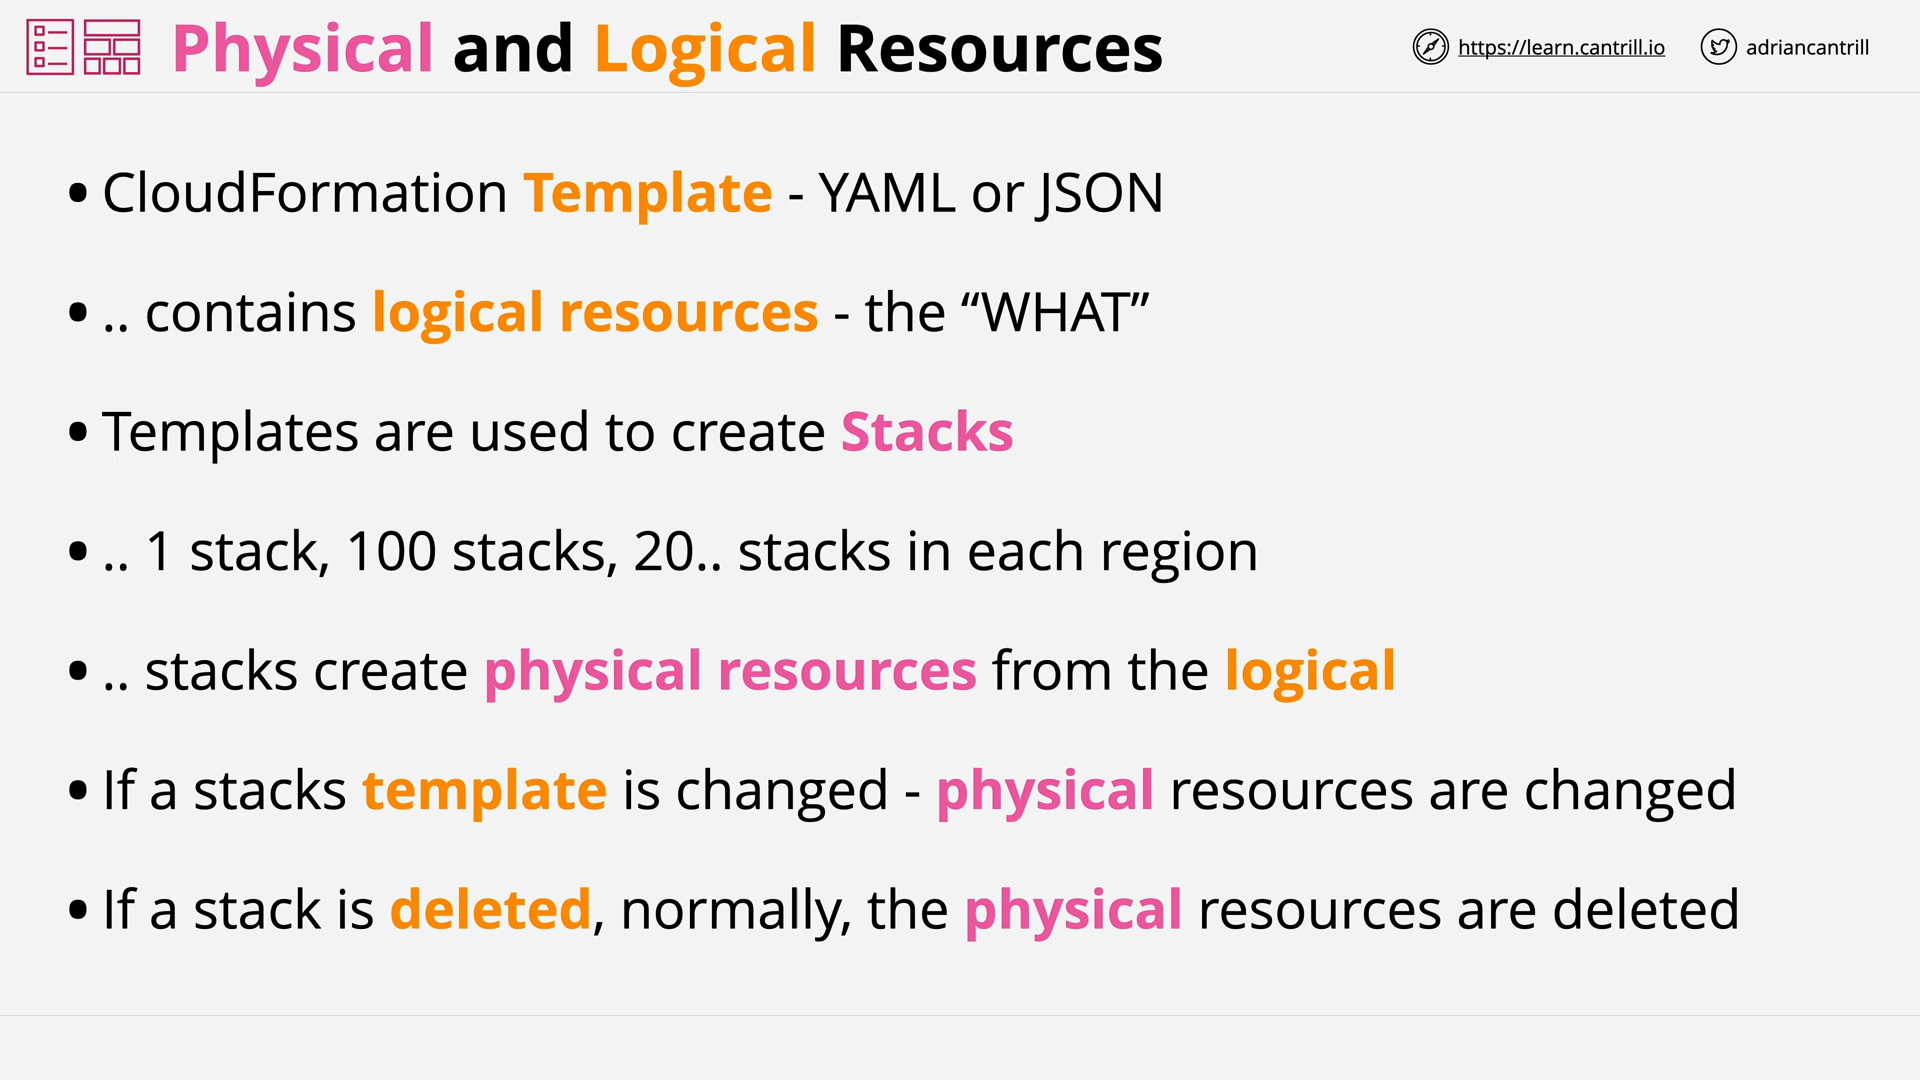 Physical and Logical Resources
https://learn.cantrill.io
adriancantrill
• CloudFormation Template - YAML or JSON
• .. contains logical resources - the “WHAT”
• Templates are used to create Stacks
• .. 1 stack, 100 stacks, 20.. stacks in each region
• .. stacks create physical resources from the logical
• If a stacks template is changed - physical resources are changed
• If a stack is deleted, normally, the physical resources are deleted